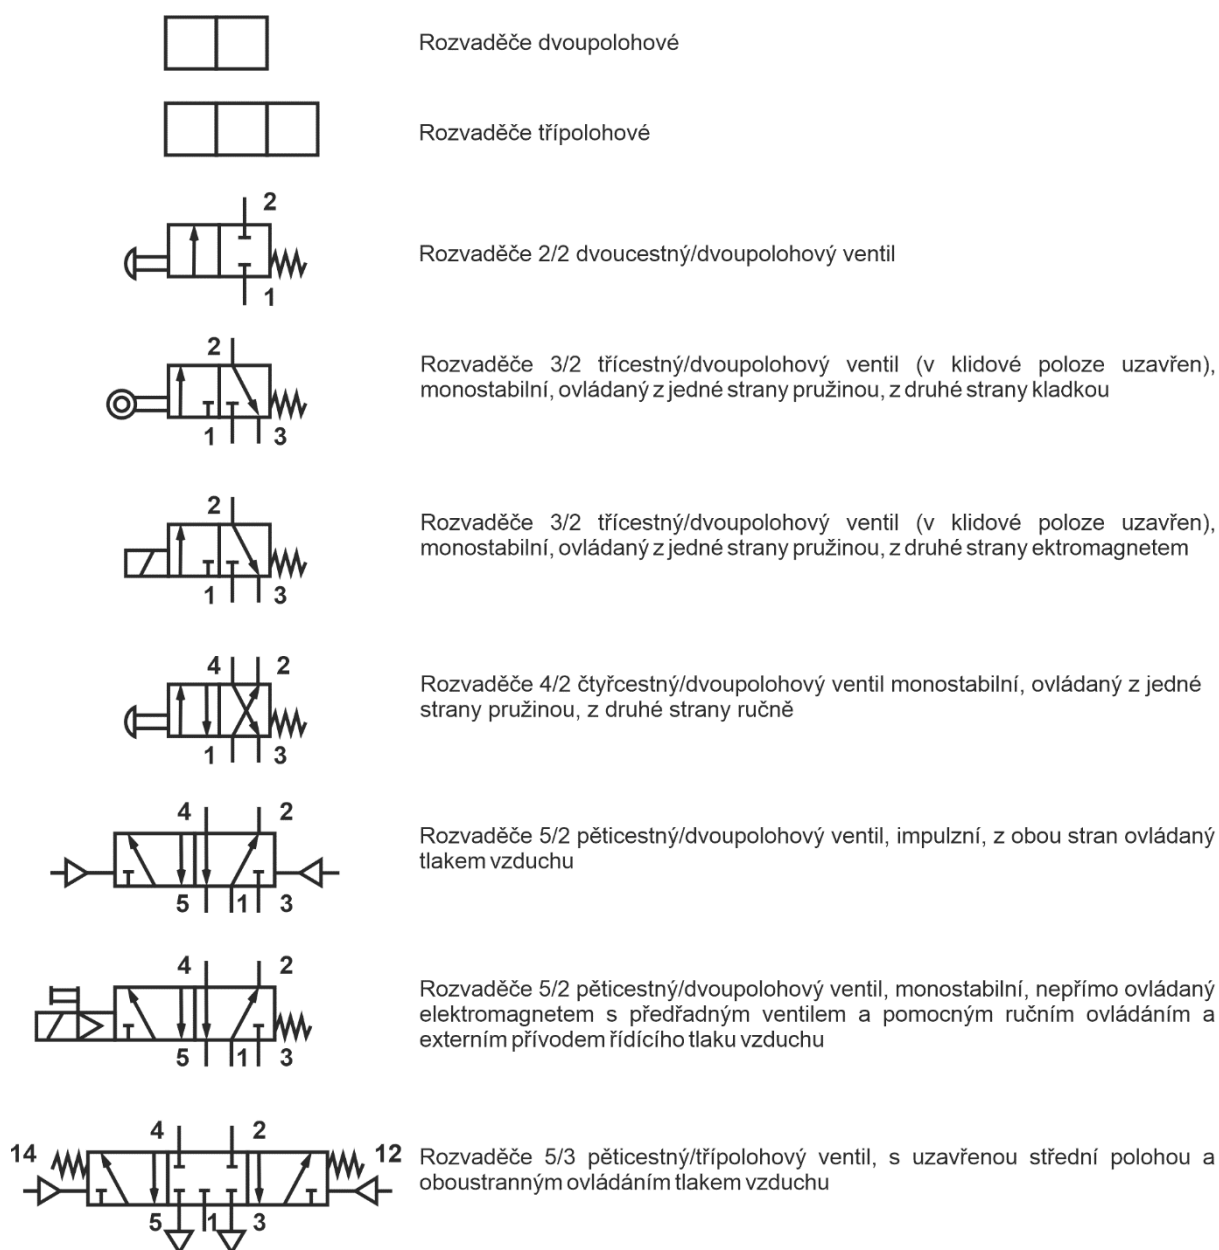 Rozvaděče dvoupolohové
Rozvaděče třípolohové
2
Rozvaděče 2/2 dvoucestný/dvoupolohový ventil
1
2
Rozvaděče 3/2 třícestný/dvoupolohový ventil (v klidové poloze uzavřen),
monostabilní, ovládaný z jedné strany pružinou, z druhé strany kladkou
1 3
2
Rozvaděče 3/2 třícestný/dvoupolohový ventil (v klidové poloze uzavřen),
monostabilní, ovládaný z jedné strany pružinou, z druhé strany ektromagnetem
1 3
4 2
Rozvaděče 4/2 čtyřcestný/dvoupolohový ventil monostabilní, ovládaný z jedné
strany pružinou, z druhé strany ručně
1 3
4 2
Rozvaděče 5/2 pěticestný/dvoupolohový ventil, impulzní, z obou stran ovládaný
tlakem vzduchu
5 1 3
4 2
Rozvaděče 5/2 pěticestný/dvoupolohový ventil, monostabilní, nepřímo ovládaný
elektromagnetem s předřadným ventilem a pomocným ručním ovládáním a
externím přívodem řídícího tlaku vzduchu
5 1 3
4 2
14 12
Rozvaděče 5/3 pěticestný/třípolohový ventil, s uzavřenou střední polohou a
oboustranným ovládáním tlakem vzduchu
5 1 3